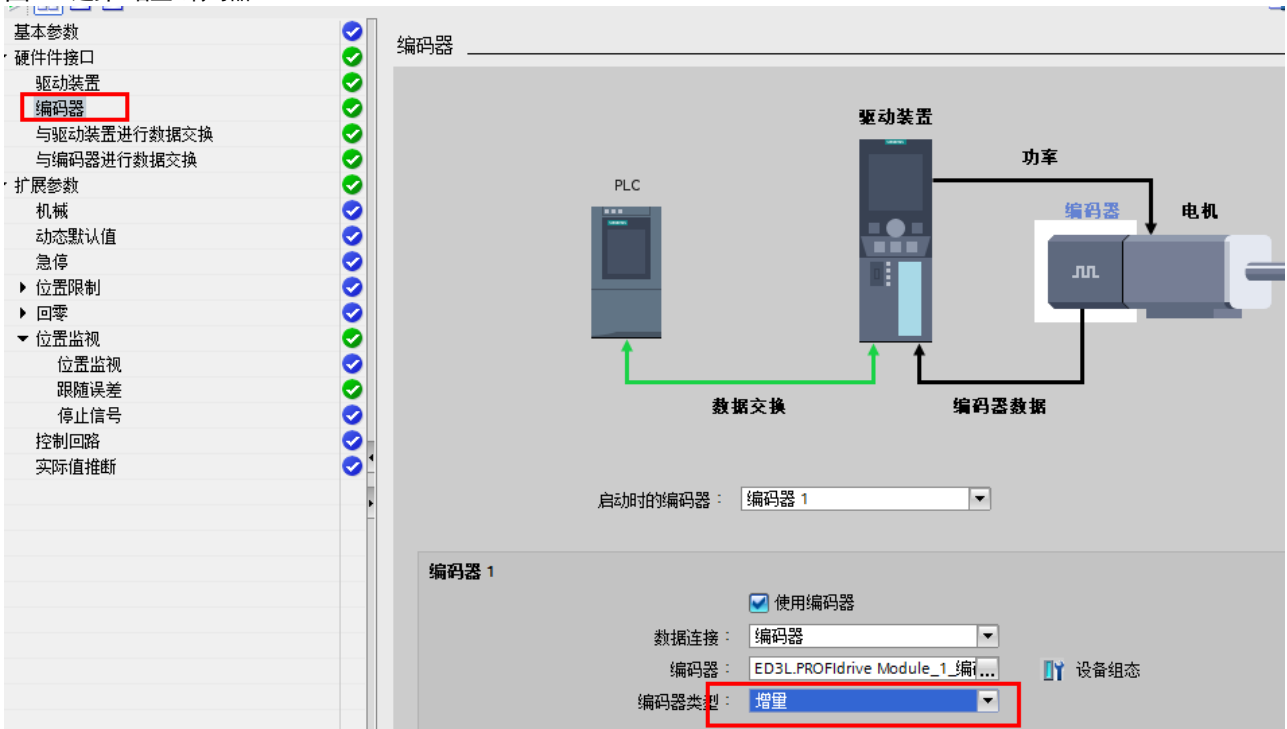 基本参数
硬件件接口
驱动装置
编码器
与驱动装置进行数据交换
与编码器进行数据交换
扩展参数
机械
动态默认值
急停
位置限制
回零
位置监视
位置监视
跟随误差
停止信号
控制回路
实际值推断
编码器
驱动装置
功率
PLC
编码器
电机
数据交换
编码器数据
启动时的编码器：
编码器 1
编码器 1
使用编码器
数据连接：
编码器
编码器：
ED3L.PROFIdrive Module_1_编
...
设备组态
编码器类型：
增量